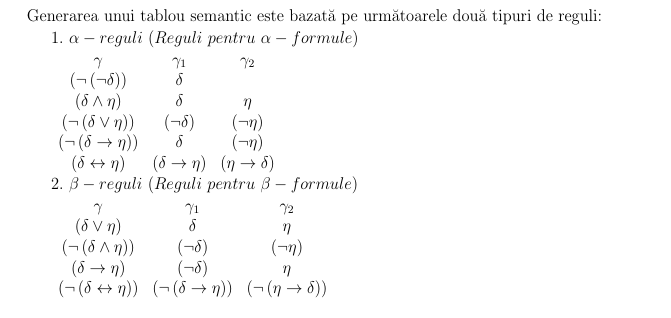 Generarea unui tablou semantic este bazată pe următoarele două tipuri de reguli:
1. α − reguli (Reguli pentru α − formule)
γ γ₁ γ₂
(¬(¬δ)) δ
(δ ∧ η) δ η
(¬(δ ∨ η)) (¬δ) (¬η)
(¬(δ → η)) δ (¬η)
(δ ↔ η) (δ → η) (η → δ)
2. β − reguli (Reguli pentru β − formule)
γ γ₁ γ₂
(δ ∨ η) δ η
(¬(δ ∧ η)) (¬δ) (¬η)
(δ → η) (¬δ) η
(¬(δ ↔ η)) (¬(δ → η)) (¬(η → δ))